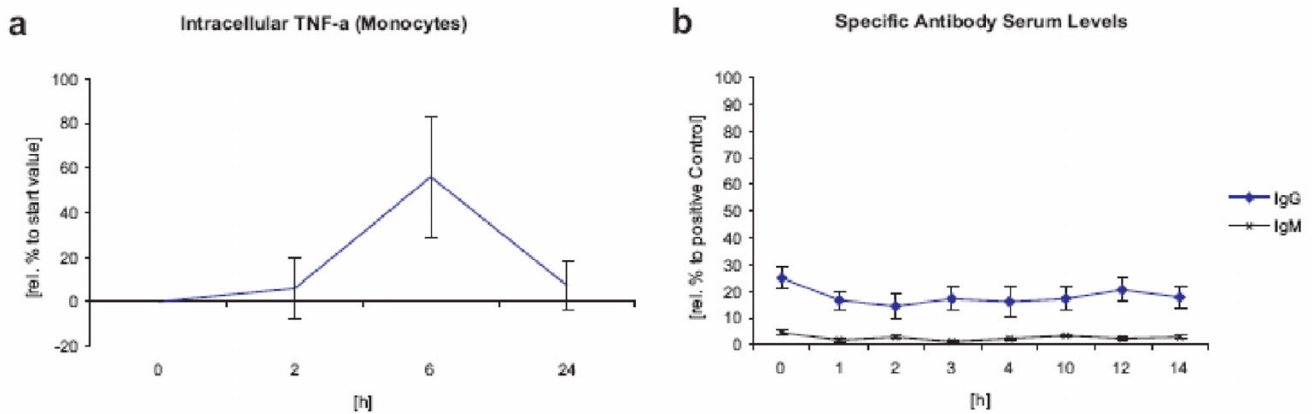 a
Intracellular TNF-a (Monocytes)
[rel. % to start value]
100
80
60
40
20
0
-20
0 2 6 24
[h]
b
Specific Antibody Serum Levels
[rel. % to positive Control]
100
90
80
70
60
50
40
30
20
10
0
0 1 2 3 4 10 12 14
[h]
IgG
IgM